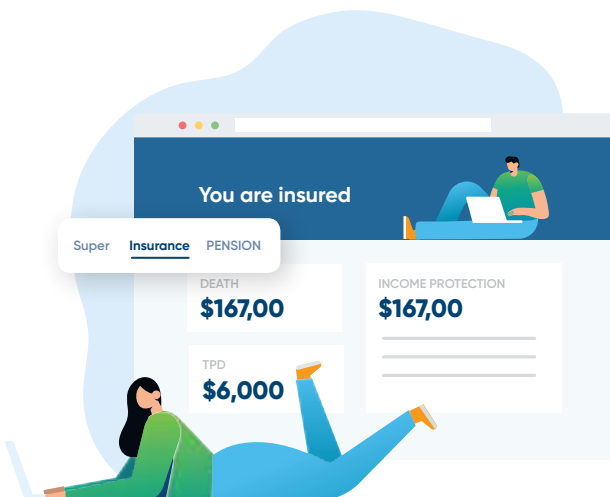 You are insured
Super Insurance PENSION
DEATH
$167,00
INCOME PROTECTION
$167,00
TPD
$6,000